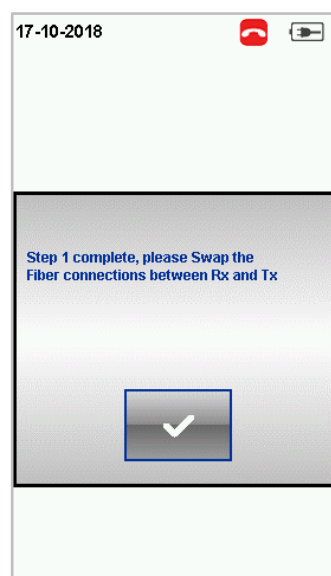 17-10-2018
Step 1 complete, please Swap the
Fiber connections between Rx and Tx